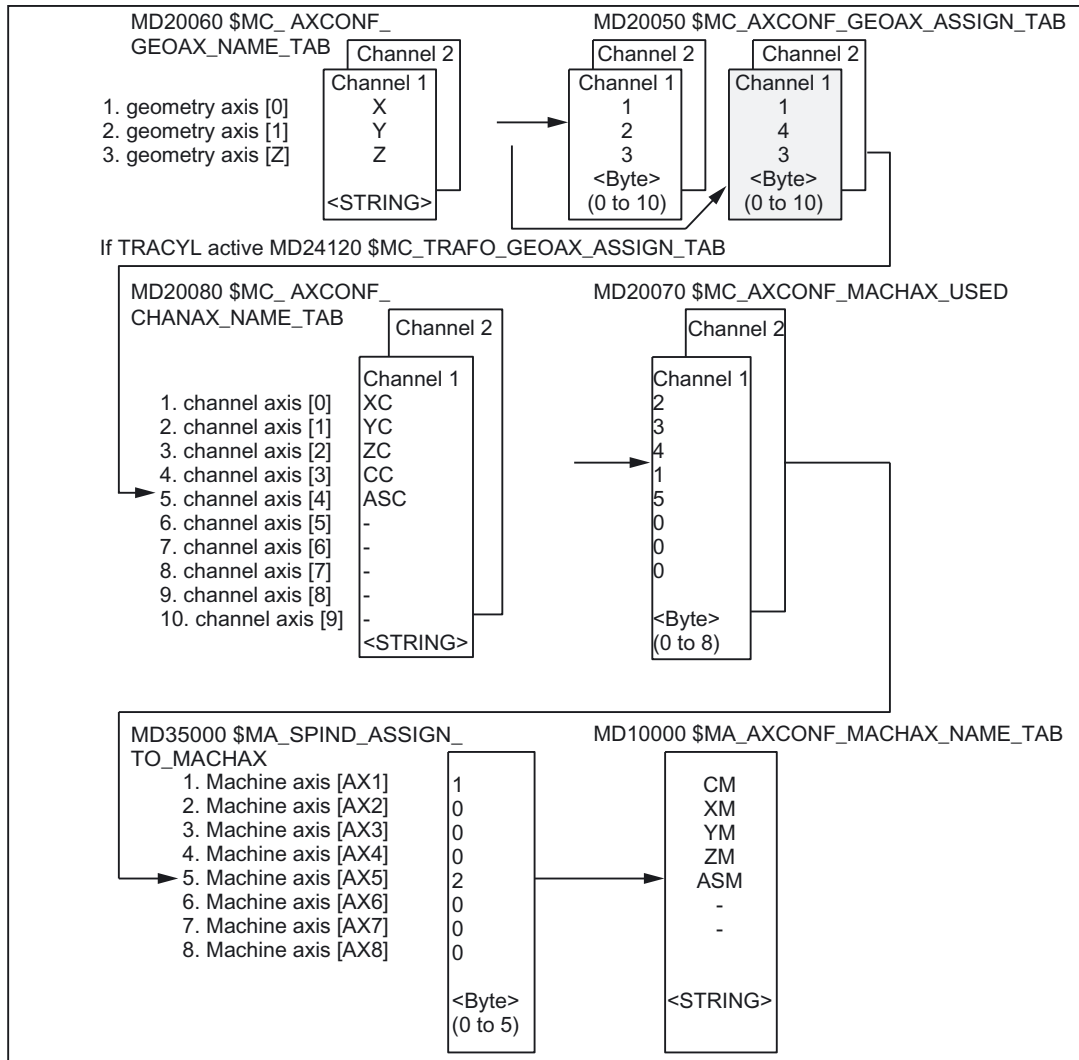 MD20060 $MC_ AXCONF_
GEOAX_NAME_TAB
MD20050 $MC_AXCONF_GEOAX_ASSIGN_TAB
Channel 2
Channel 2
Channel 2
Channel 1
Channel 1
Channel 1
1. geometry axis [0] X 1 1
2. geometry axis [1] Y 2 4
3. geometry axis [Z] Z 3 3
<STRING>
<Byte>
(0 to 10)
<Byte>
(0 to 10)
If TRACYL active MD24120 $MC_TRAFO_GEOAX_ASSIGN_TAB
MD20080 $MC_ AXCONF_
CHANAX_NAME_TAB
MD20070 $MC_AXCONF_MACHAX_USED
Channel 2
Channel 2
Channel 1
Channel 1
1. channel axis [0] XC 2
2. channel axis [1] YC 3
3. channel axis [2] ZC 4
4. channel axis [3] CC 1
5. channel axis [4] ASC 5
6. channel axis [5] - 0
7. channel axis [6] - 0
8. channel axis [7] - 0
9. channel axis [8] -
10. channel axis [9] -
<STRING>
<Byte>
(0 to 8)
MD35000 $MA_SPIND_ASSIGN_
TO_MACHAX
MD10000 $MA_AXCONF_MACHAX_NAME_TAB
1. Machine axis [AX1] 1 CM
2. Machine axis [AX2] 0 XM
3. Machine axis [AX3] 0 YM
4. Machine axis [AX4] 0 ZM
5. Machine axis [AX5] 2 ASM
6. Machine axis [AX6] 0 -
7. Machine axis [AX7] 0 -
8. Machine axis [AX8] 0
<Byte>
(0 to 5)
<STRING>